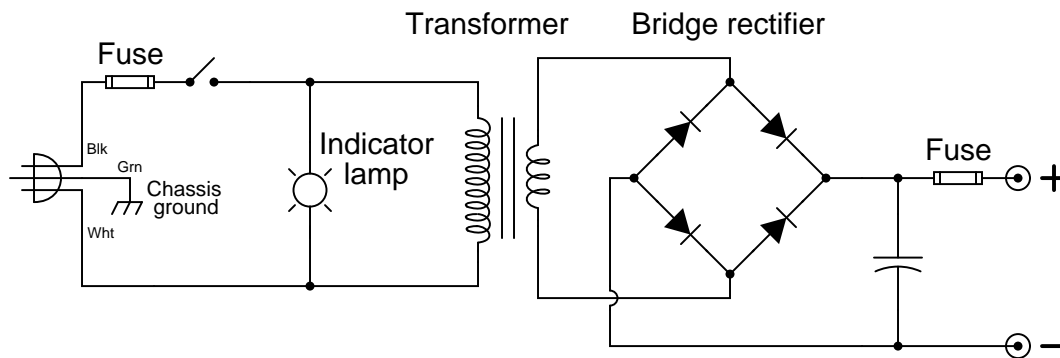 Transformer
Bridge rectifier
Fuse
Indicator
lamp
Blk
Grn
Chassis
ground
Wht
Fuse
+
-